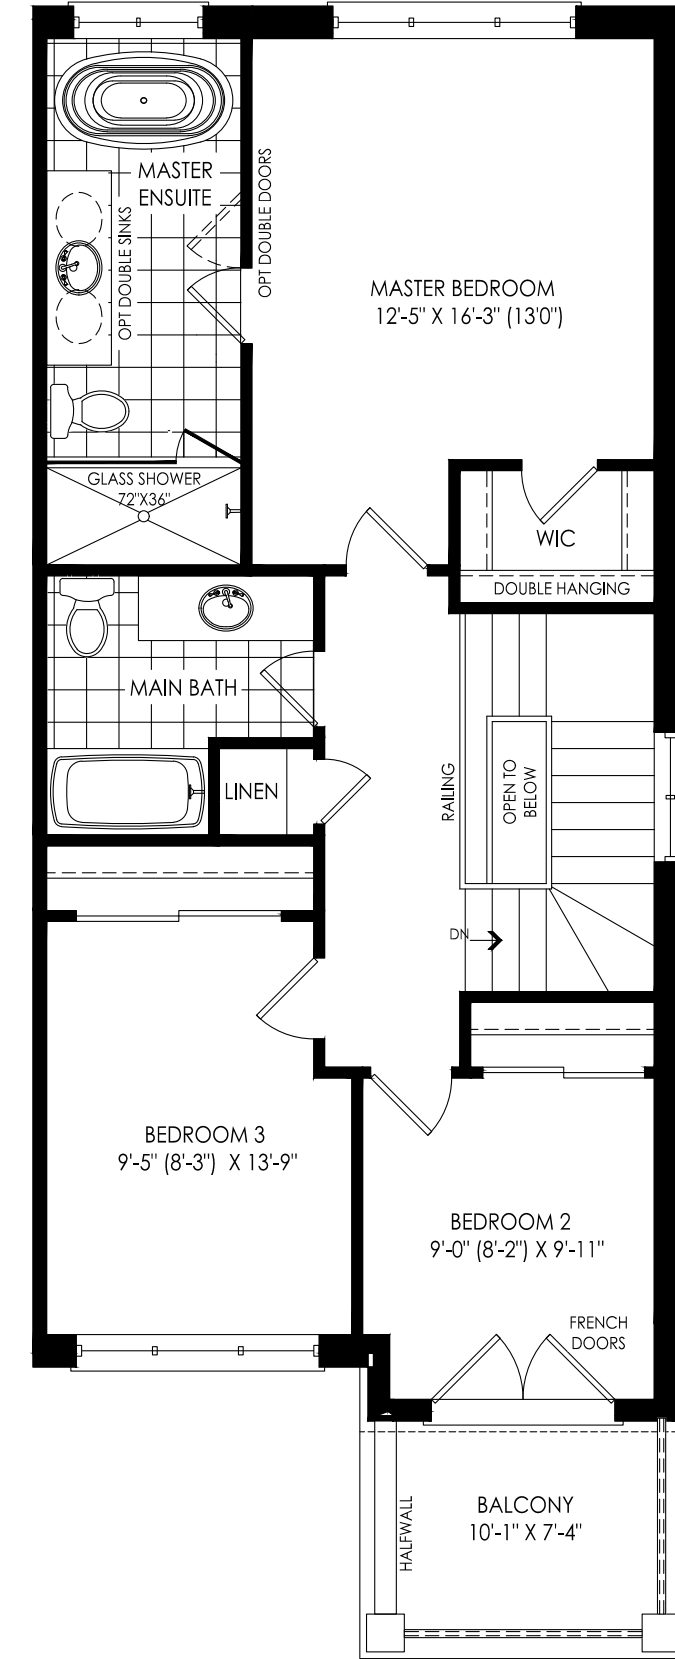 MASTER
ENSUITE
OPT DOUBLE SINKS
OPT DOUBLE DOORS
MASTER BEDROOM
12'-5" X 16'-3" (13'0")
GLASS SHOWER
72"X36"
WIC
DOUBLE HANGING
MAIN BATH
LINEN
RAILING
OPEN TO
BELOW
DN
BEDROOM 3
9'-5" (8'-3") X 13'-9"
BEDROOM 2
9'-0" (8'-2") X 9'-11"
FRENCH
DOORS
HALFWALL
BALCONY
10'-1" X 7'-4"